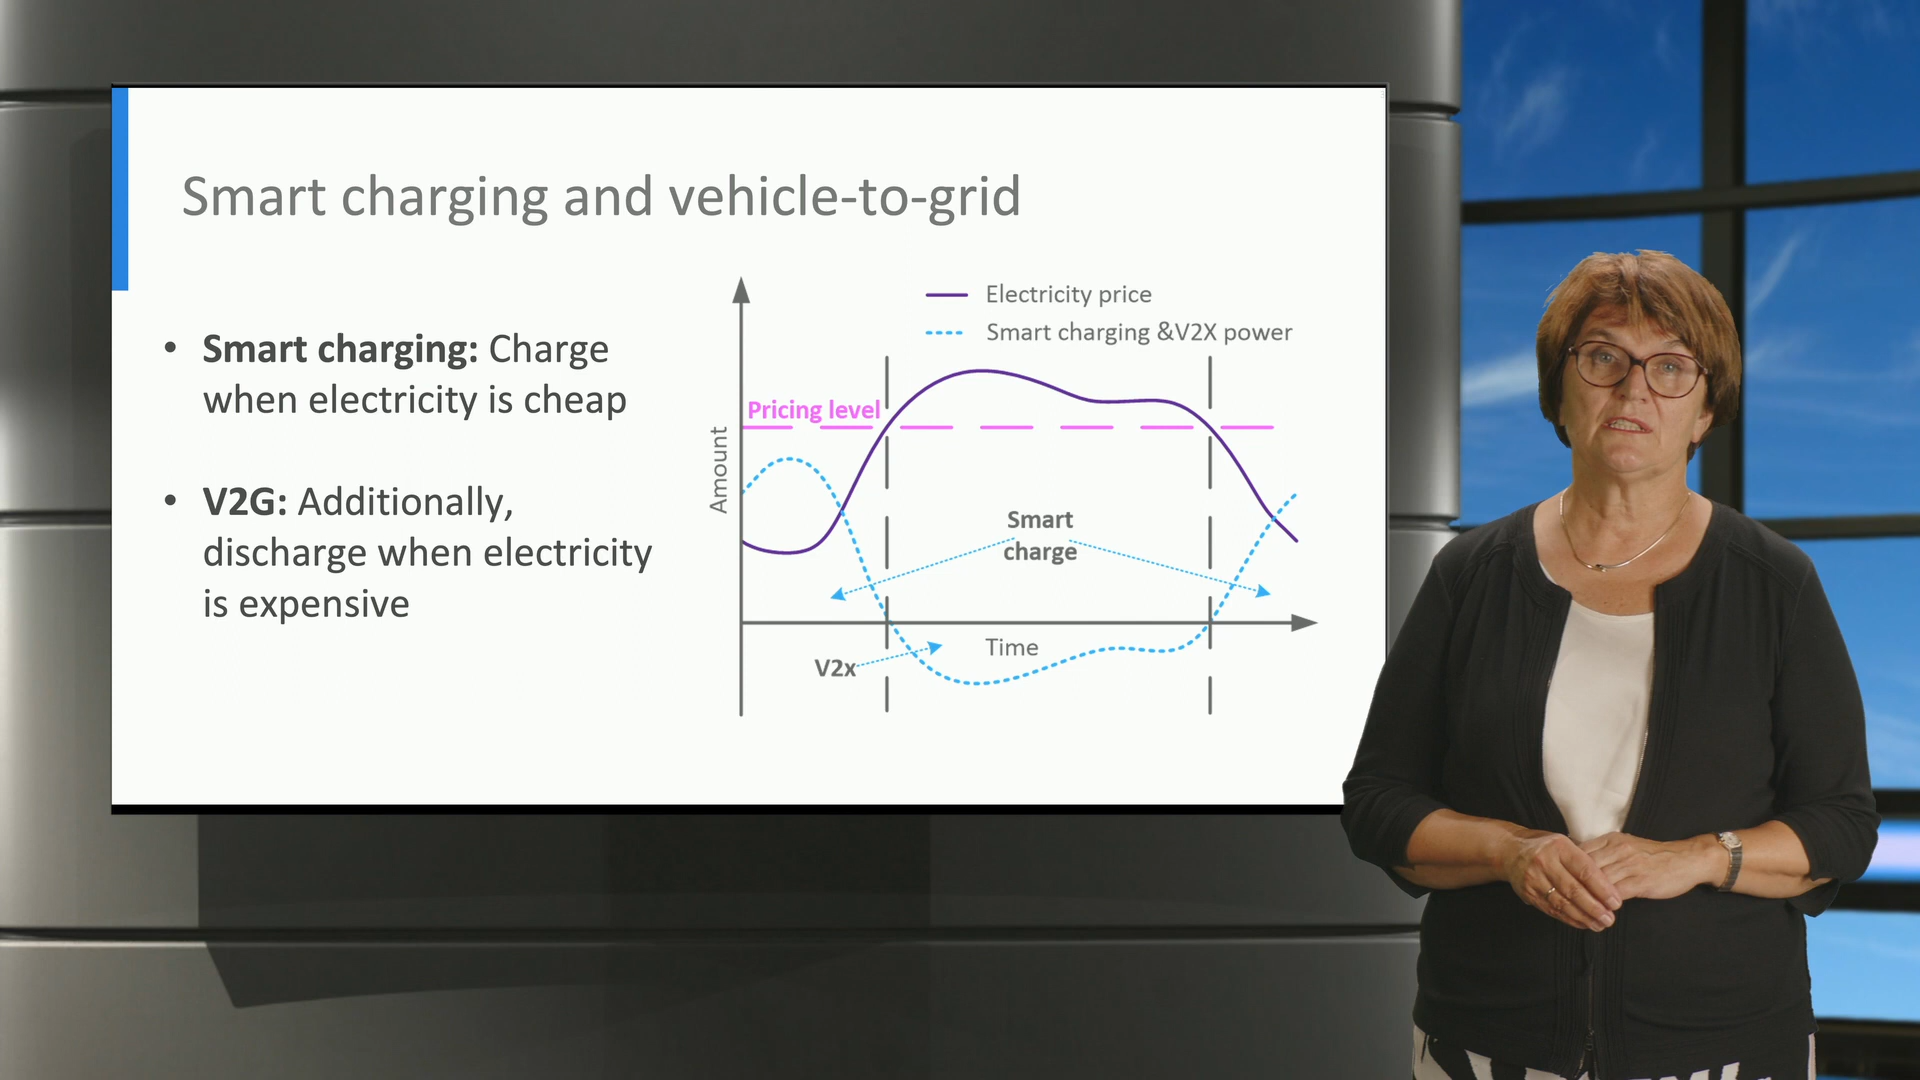 Smart charging and vehicle-to-grid
• Smart charging: Charge
when electricity is cheap
• V2G: Additionally,
discharge when electricity
is expensive
Electricity price
Smart charging &V2X power
Pricing level
Amount
Smart
charge
Time
V2x